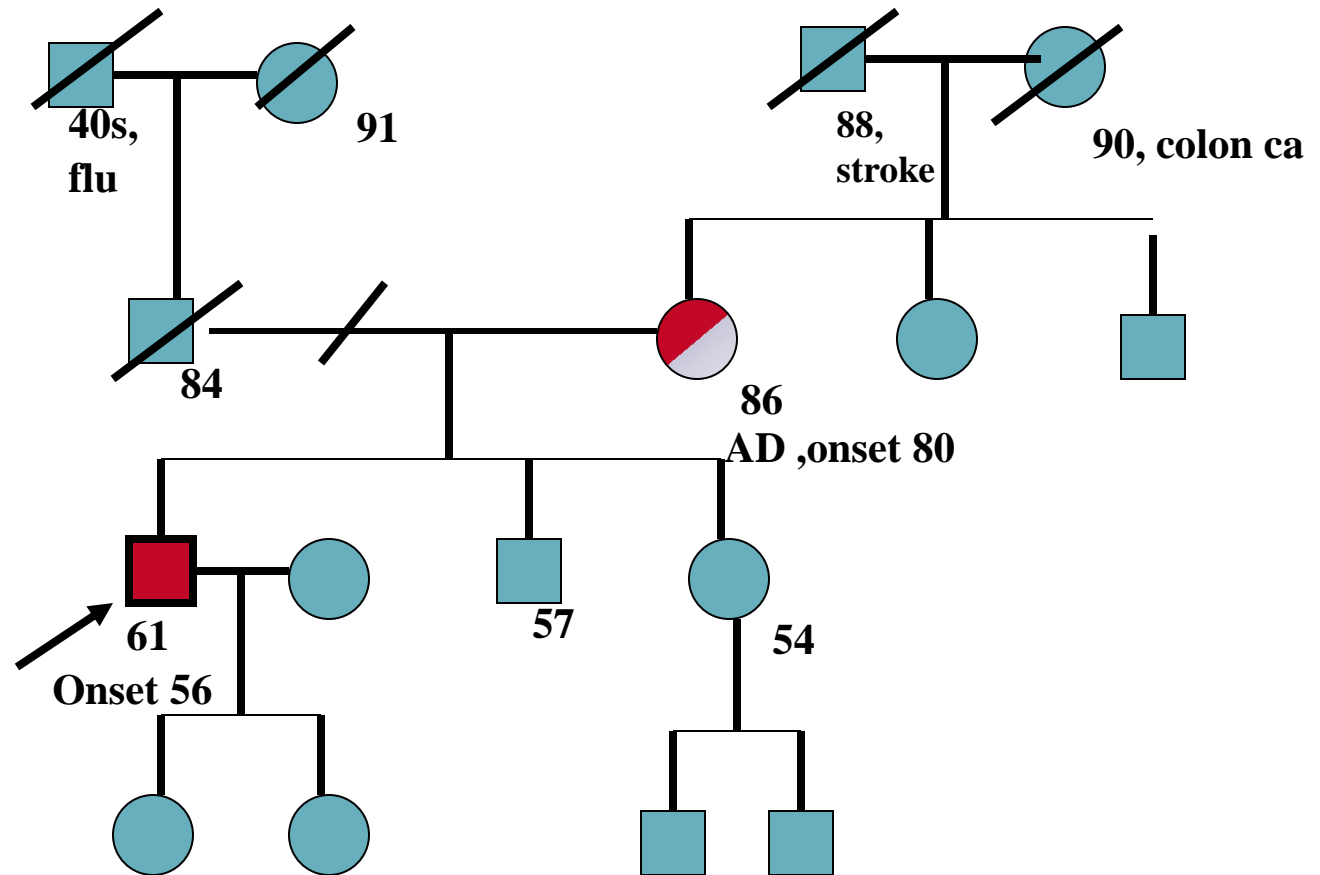 40s,
flu
91
88,
stroke
90, colon ca
84
86
AD ,onset 80
61
Onset 56
57
54